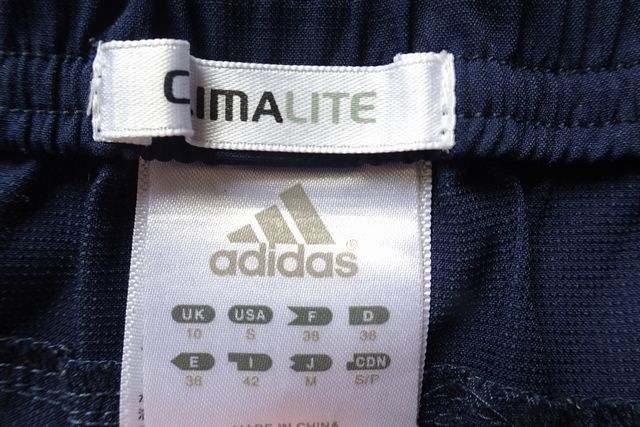 CLIMALITE
adidas®
UK USA F D
10 S 38 36
E I J CDN
36 42 M S/P
MADE IN CHINA